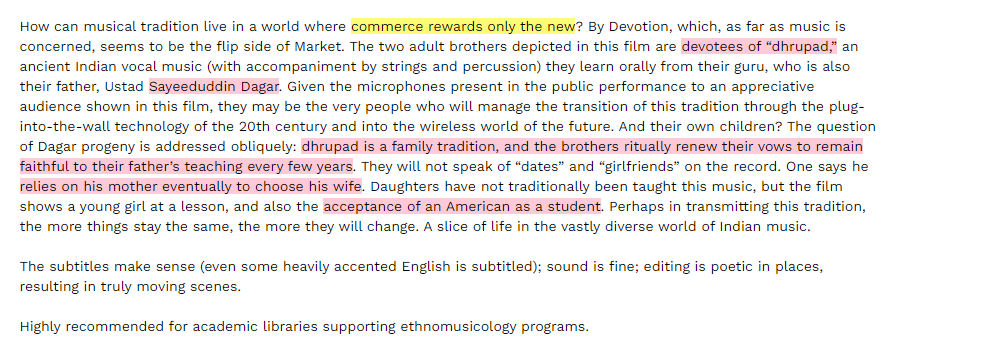 How can musical tradition live in a world where commerce rewards only the new? By Devotion, which, as far as music is
concerned, seems to be the flip side of Market. The two adult brothers depicted in this film are devotees of “dhrupad,” an
ancient Indian vocal music (with accompaniment by strings and percussion) they learn orally from their guru, who is also
their father, Ustad Sayeeduddin Dagar. Given the microphones present in the public performance to an appreciative
audience shown in this film, they may be the very people who will manage the transition of this tradition through the plug-
into-the-wall technology of the 20th century and into the wireless world of the future. And their own children? The question
of Dagar progeny is addressed obliquely: dhrupad is a family tradition, and the brothers ritually renew their vows to remain
faithful to their father’s teaching every few years. They will not speak of “dates” and “girlfriends” on the record. One says he
relies on his mother eventually to choose his wife. Daughters have not traditionally been taught this music, but the film
shows a young girl at a lesson, and also the acceptance of an American as a student. Perhaps in transmitting this tradition,
the more things stay the same, the more they will change. A slice of life in the vastly diverse world of Indian music.
The subtitles make sense (even some heavily accented English is subtitled); sound is fine; editing is poetic in places,
resulting in truly moving scenes.
Highly recommended for academic libraries supporting ethnomusicology programs.